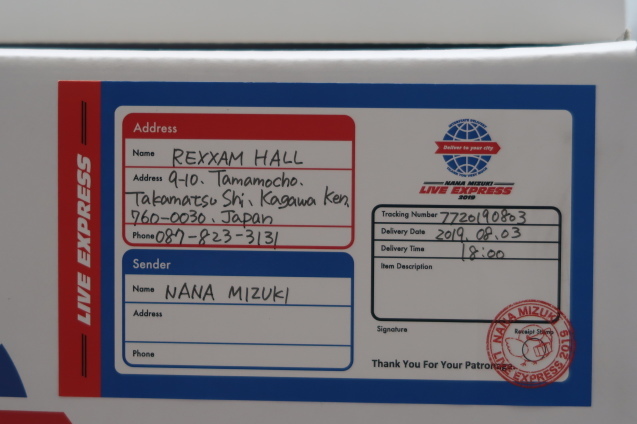 LIVE EXPRESS
Address
Name REXXAM HALL
Address 9-10、Tamamocho、
Takamatsu Shi、Kagawa Ken、
760-0030、Japan
Phone 087-823-3131
Sender
Name NANA MIZUKI
Address
Phone
Deliver to your city
NANA MIZUKI
LIVE EXPRESS
2019
Tracking Number 7720190803
Delivery Date 2019.08.03
Delivery Time 18:00
Item Description
Signature
Receipt Stamp
NANA MIZUKI
LIVE EXPRESS 2019
Thank You For Your Patronage